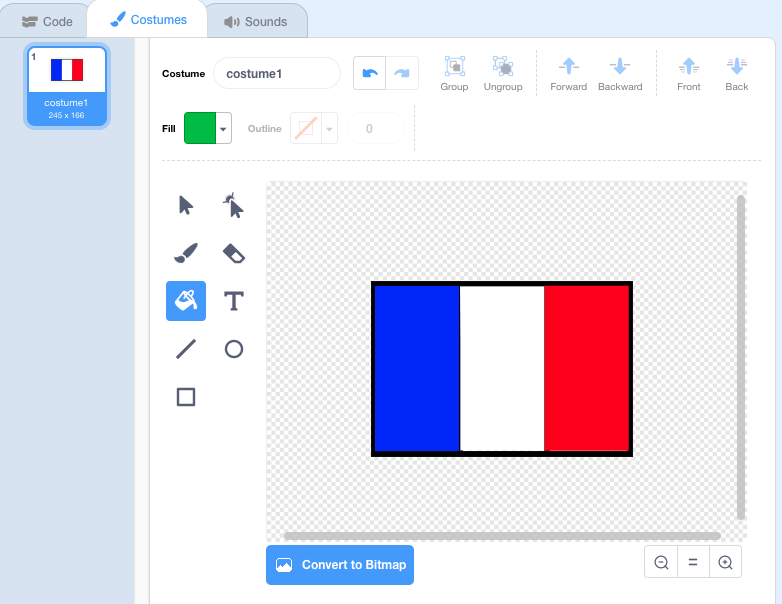 Code
Costumes
Sounds
1
costume1
245 x 166
Costume
costume1
Group
Ungroup
Forward
Backward
Front
Back
Fill
Outline
0
T
Convert to Bitmap